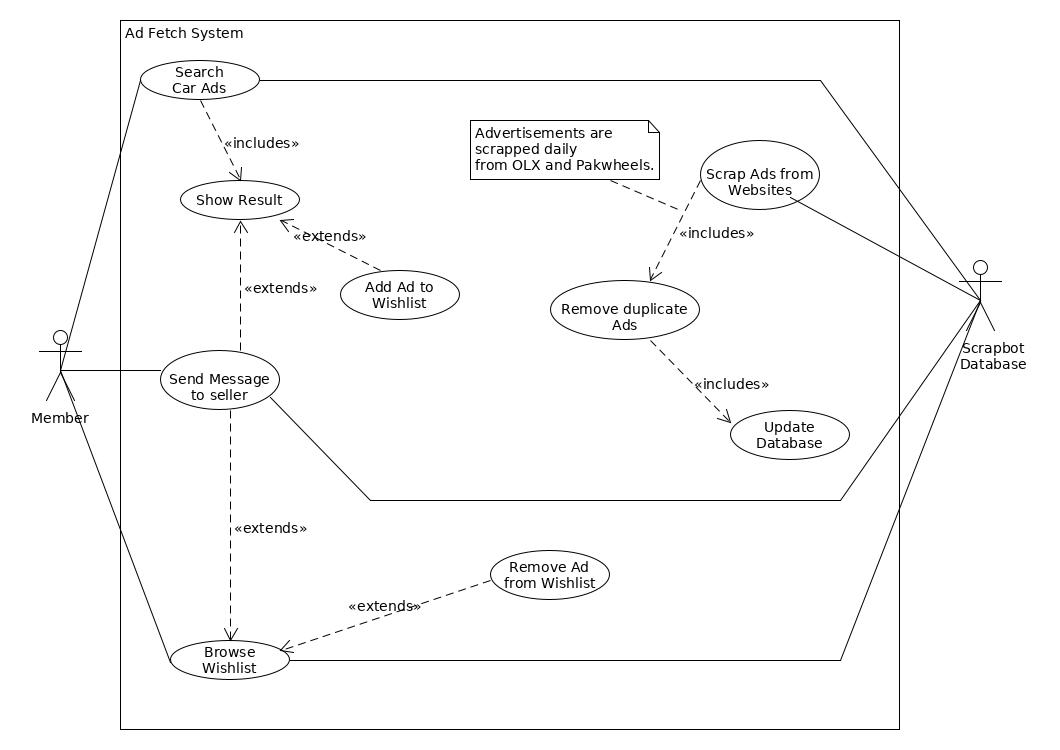 Ad Fetch System
Search
Car Ads
«includes»
Advertisements are
scrapped daily
from OLX and Pakwheels.
Scrap Ads from
Websites
Show Result
«extends»
«includes»
«extends»
Add Ad to
Wishlist
Remove duplicate
Ads
Scrapbot
Database
Member
Send Message
to seller
«includes»
Update
Database
«extends»
Remove Ad
from Wishlist
«extends»
Browse
Wishlist